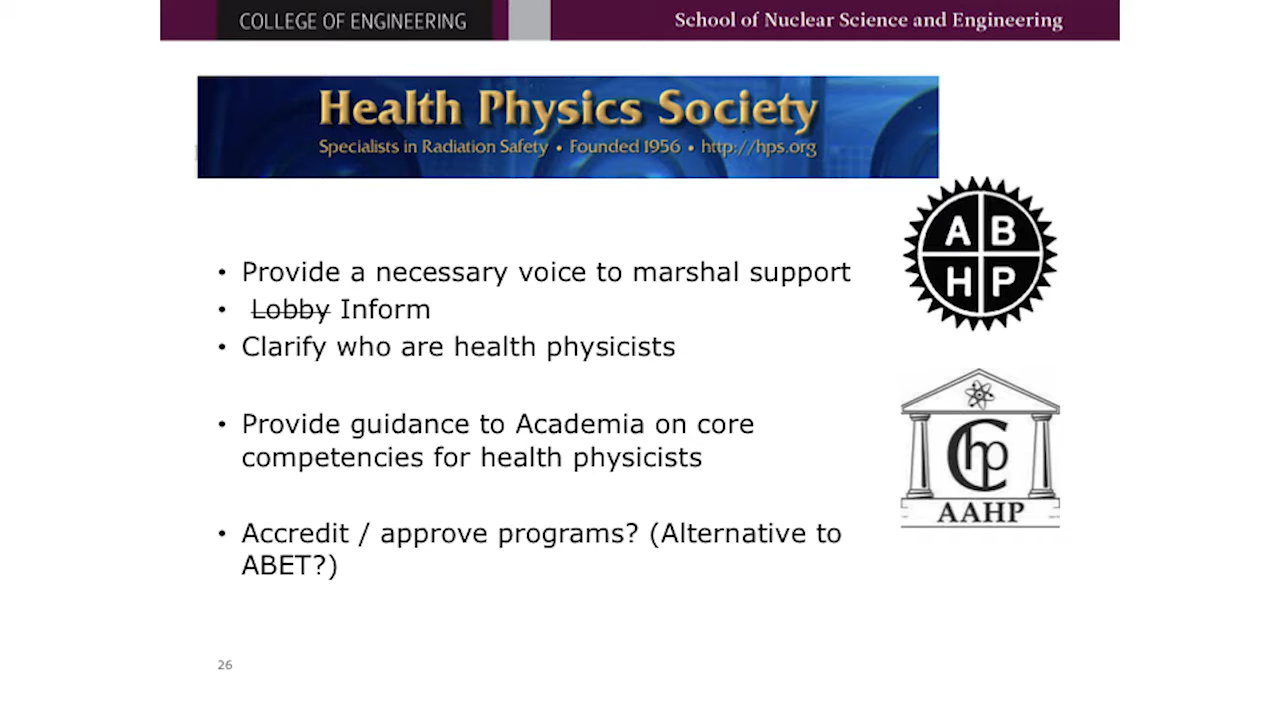 COLLEGE OF ENGINEERING
School of Nuclear Science and Engineering
Health Physics Society
Specialists in Radiation Safety • Founded 1956 • http://hps.org
A B
H P
• Provide a necessary voice to marshal support
• Lobby Inform
• Clarify who are health physicists
Chp
AAHP
• Provide guidance to Academia on core
competencies for health physicists
• Accredit / approve programs? (Alternative to
ABET?)
26